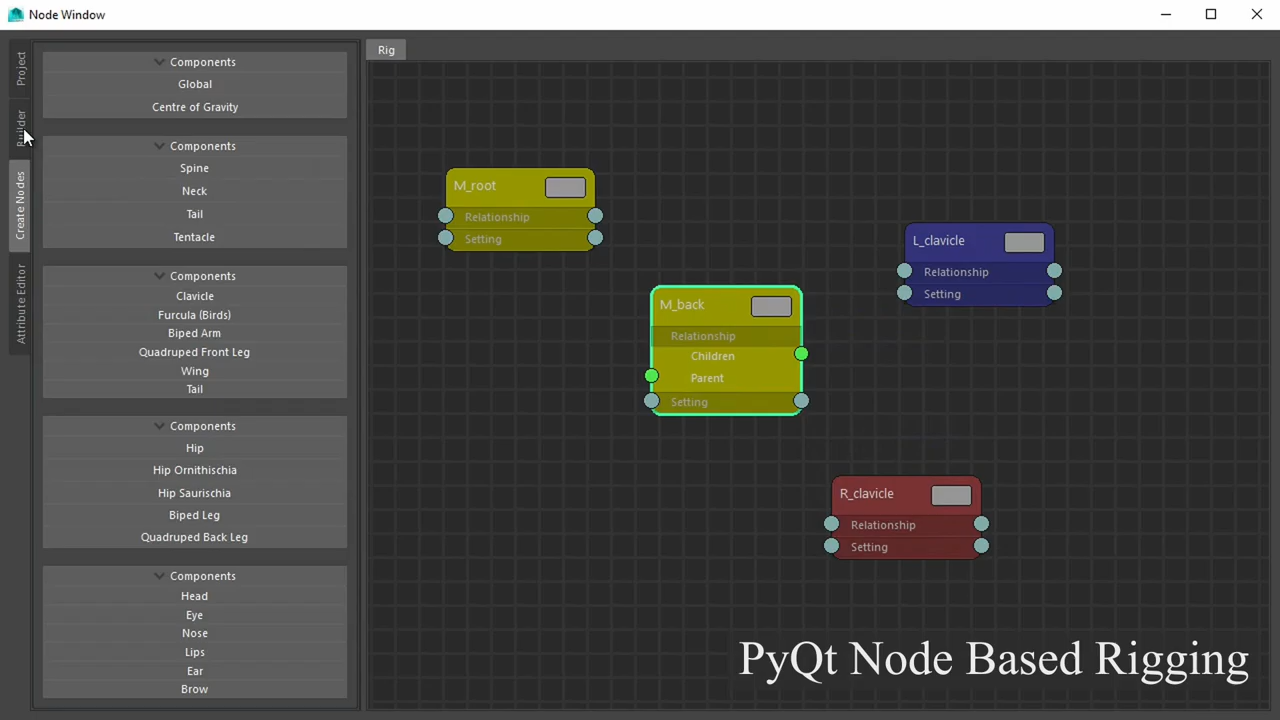 Node Window
Project
Builder
Create Nodes
Attribute Editor
Components
Global
Centre of Gravity
Components
Spine
Neck
Tail
Tentacle
Components
Clavicle
Furcula (Birds)
Biped Arm
Quadruped Front Leg
Wing
Tail
Components
Hip
Hip Ornithischia
Hip Saurischia
Biped Leg
Quadruped Back Leg
Components
Head
Eye
Nose
Lips
Ear
Brow
Rig
M_root
Relationship
Setting
L_clavicle
Relationship
Setting
M_back
Relationship
Children
Parent
Setting
R_clavicle
Relationship
Setting
PyQt Node Based Rigging